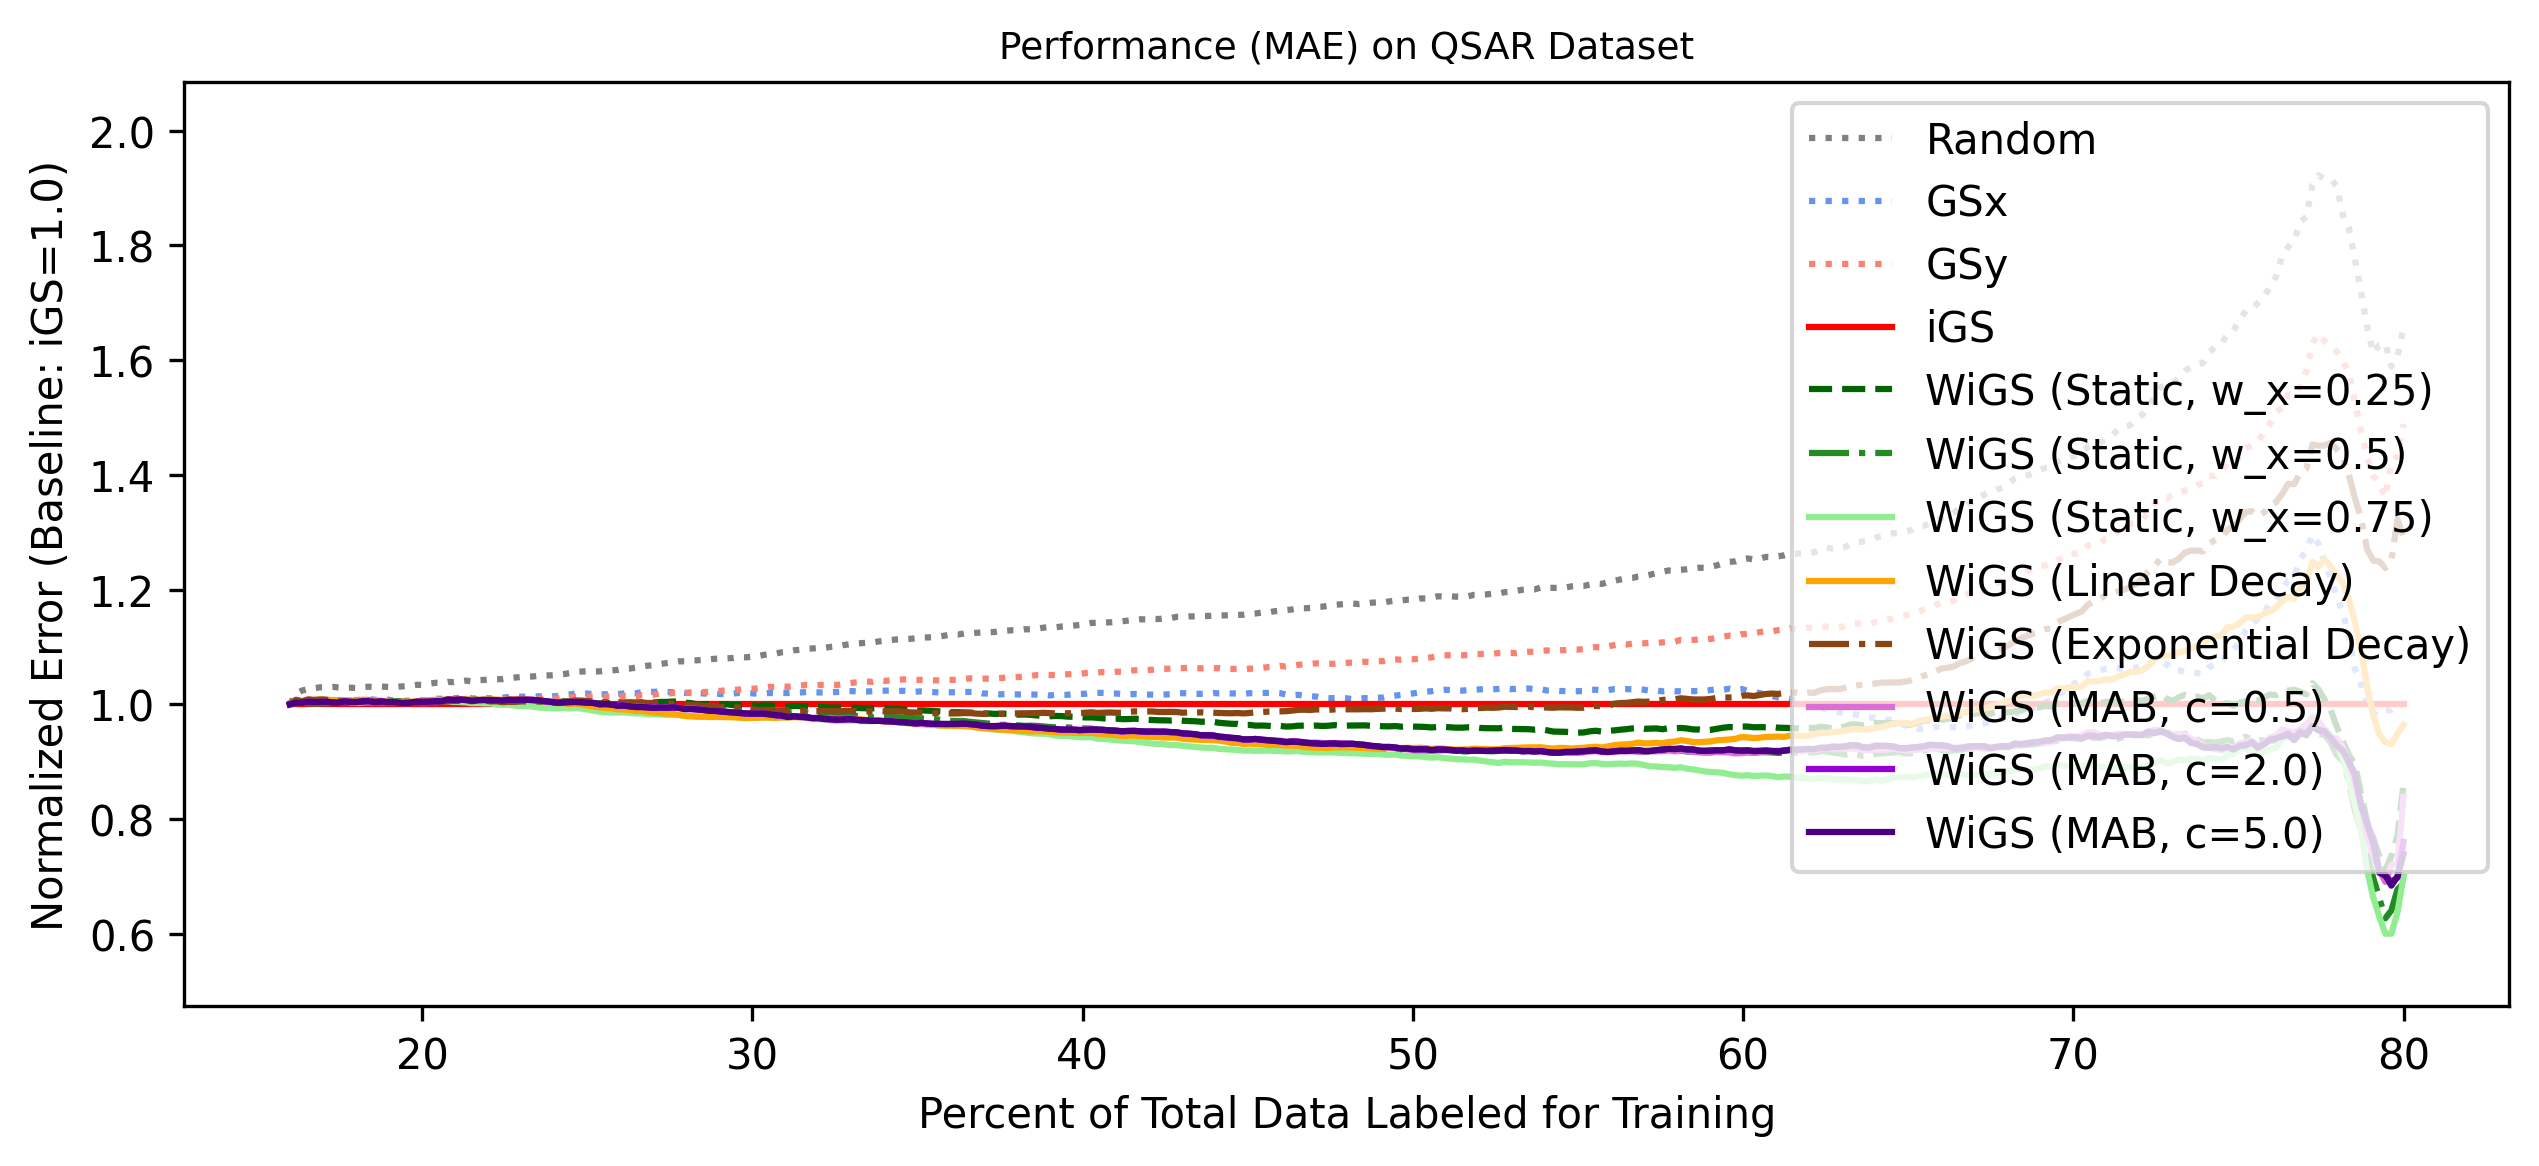 Performance (MAE) on QSAR Dataset
Normalized Error (Baseline: iGS=1.0)
2.0
1.8
1.6
1.4
1.2
1.0
0.8
0.6
Random
GSx
GSy
iGS
WiGS (Static, w_x=0.25)
WiGS (Static, w_x=0.5)
WiGS (Static, w_x=0.75)
WiGS (Linear Decay)
WiGS (Exponential Decay)
WiGS (MAB, c=0.5)
WiGS (MAB, c=2.0)
WiGS (MAB, c=5.0)
20 30 40 50 60 70 80
Percent of Total Data Labeled for Training